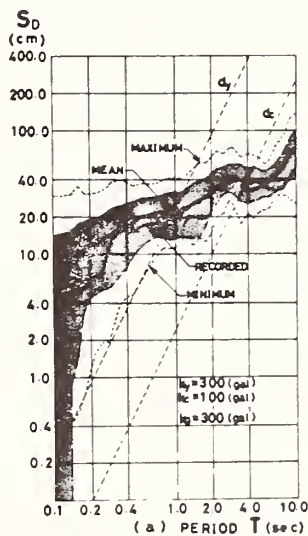 SD
(cm)
400.0
100.0
40.0
20.0
10.0
4.0
2.0
1.0
0.4
0.2
dy
dc
MAXIMUM
MEAN
RECORDED
MINIMUM
ky=300 (gal)
kc=100 (gal)
kg=300 (gal)
0.1 0.2 0.4 1.0 2.0 4.0 10.0
(a) PERIOD T (sec)